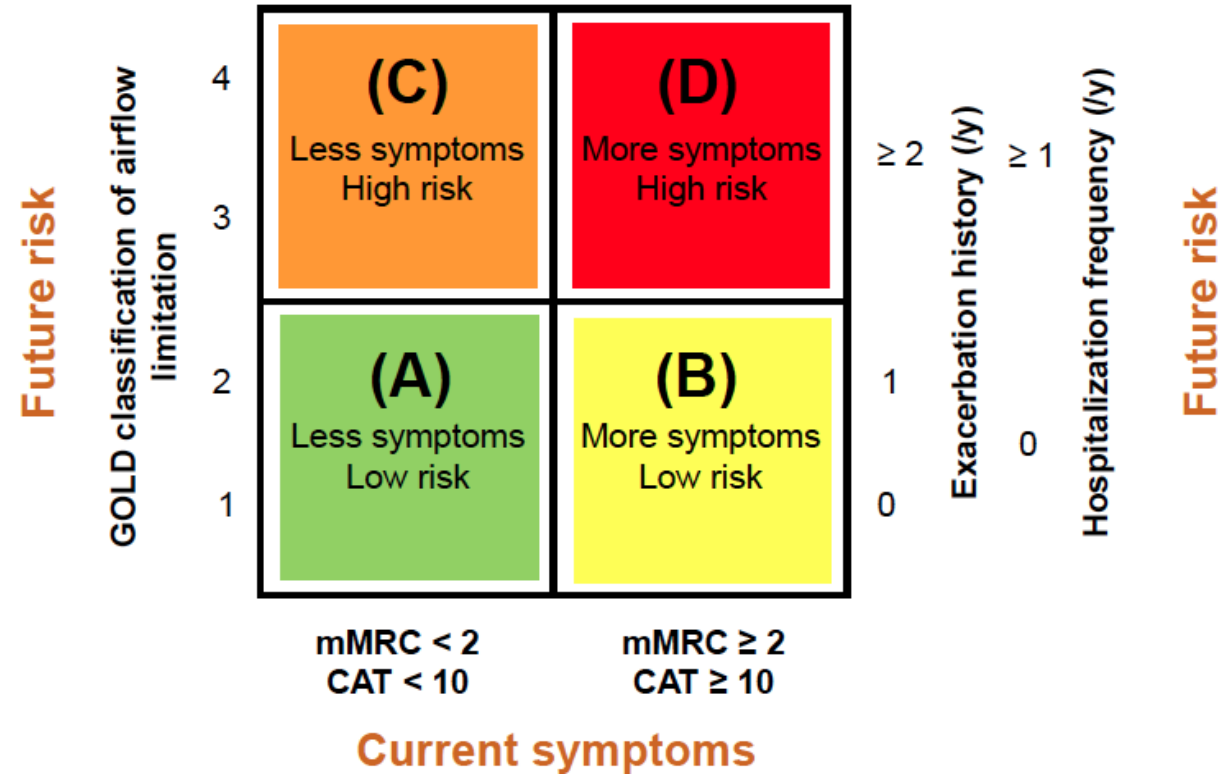 Future risk
GOLD classification of airflow
limitation
4
3
2
1
(C)
Less symptoms
High risk
(D)
More symptoms
High risk
(A)
Less symptoms
Low risk
(B)
More symptoms
Low risk
≥ 2
1
0
Exacerbation history (/y)
≥ 1
0
Hospitalization frequency (/y)
Future risk
mMRC < 2
CAT < 10
mMRC ≥ 2
CAT ≥ 10
Current symptoms